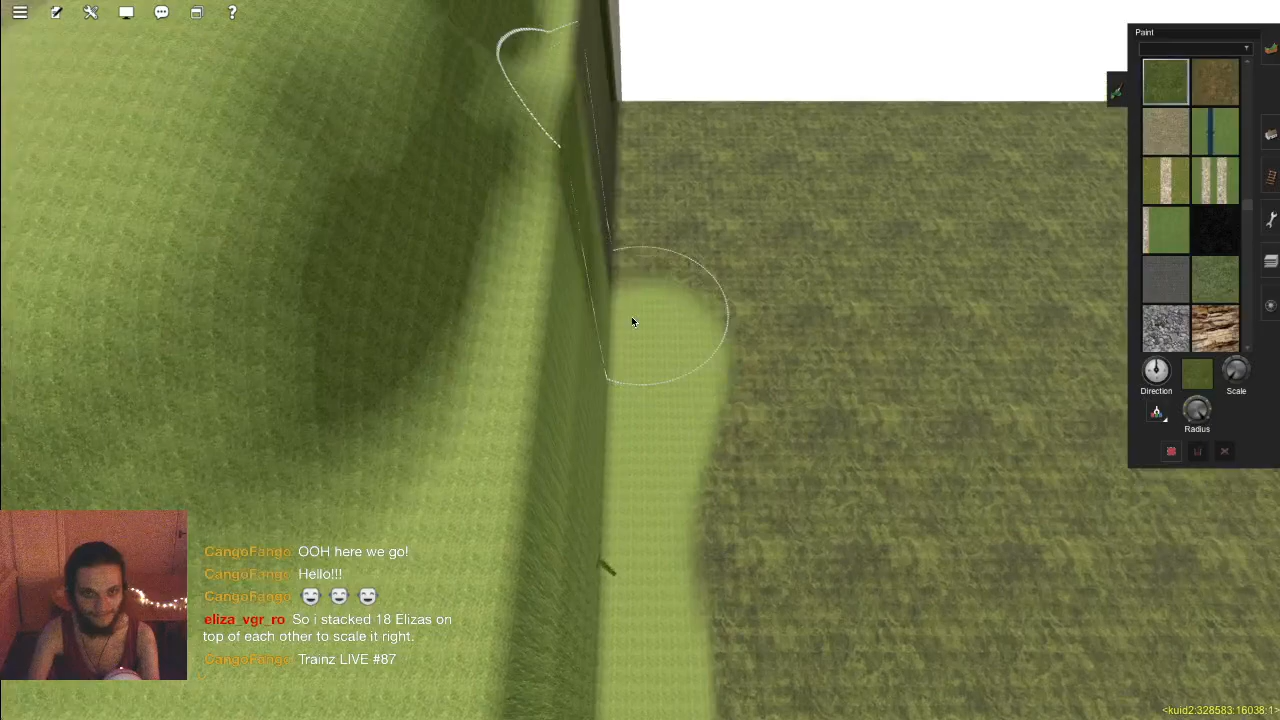 Paint
Direction
Scale
Radius
CangoFango OOH here we go!
CangoFango Hello!!!
CangoFango
eliza_vgr_ro So i stacked 18 Elizas on
top of each other to scale it right.
CangoFango Trainz LIVE #87
<kuid2:328583:16038:1>